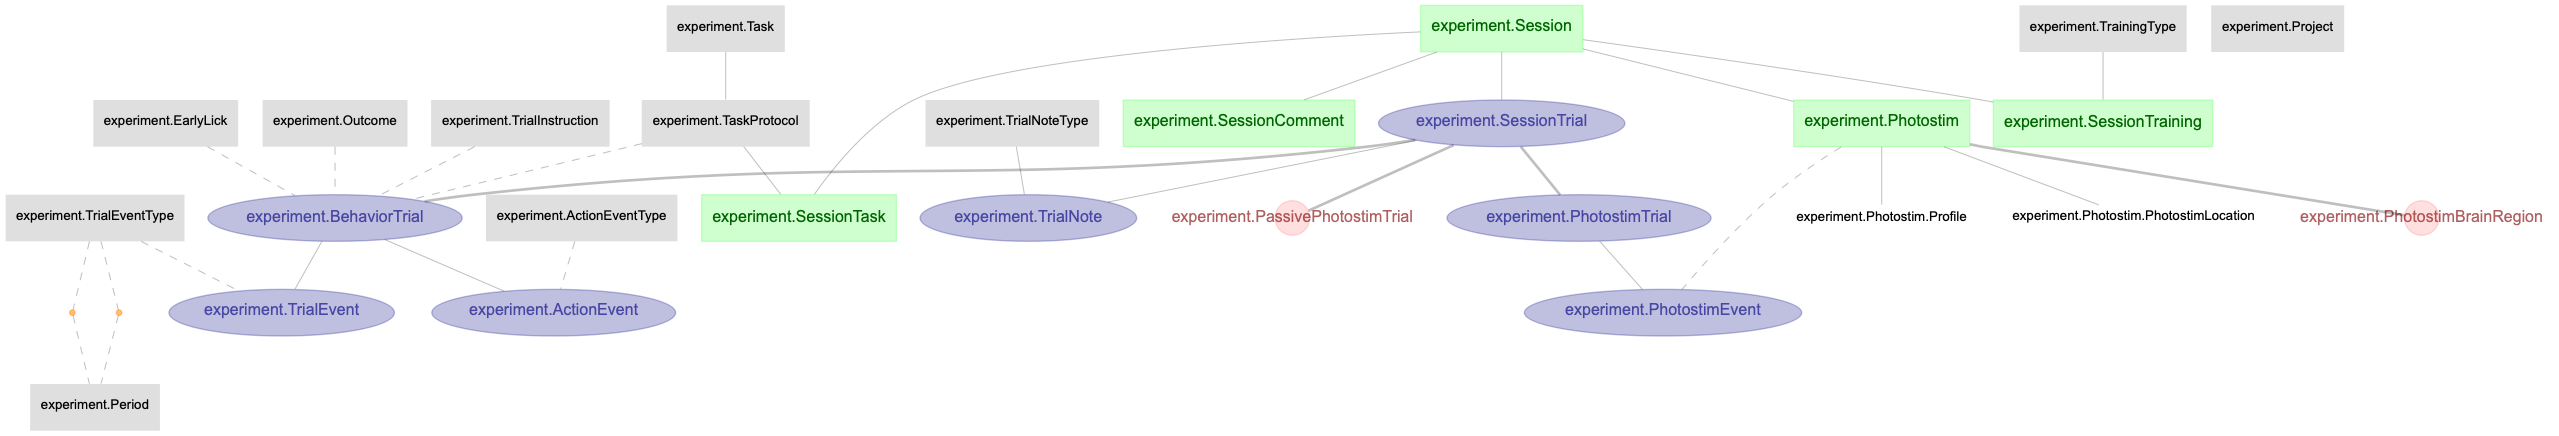 experiment.Task
experiment.Session
experiment.TrainingType
experiment.Project
experiment.EarlyLick
experiment.Outcome
experiment.TrialInstruction
experiment.TaskProtocol
experiment.TrialNoteType
experiment.SessionComment
experiment.SessionTrial
experiment.Photostim
experiment.SessionTraining
experiment.TrialEventType
experiment.BehaviorTrial
experiment.ActionEventType
experiment.SessionTask
experiment.TrialNote
experiment.PassivePhotostimTrial
experiment.PhotostimTrial
experiment.Photostim.Profile
experiment.Photostim.PhotostimLocation
experiment.PhotostimBrainRegion
experiment.TrialEvent
experiment.ActionEvent
experiment.PhotostimEvent
experiment.Period